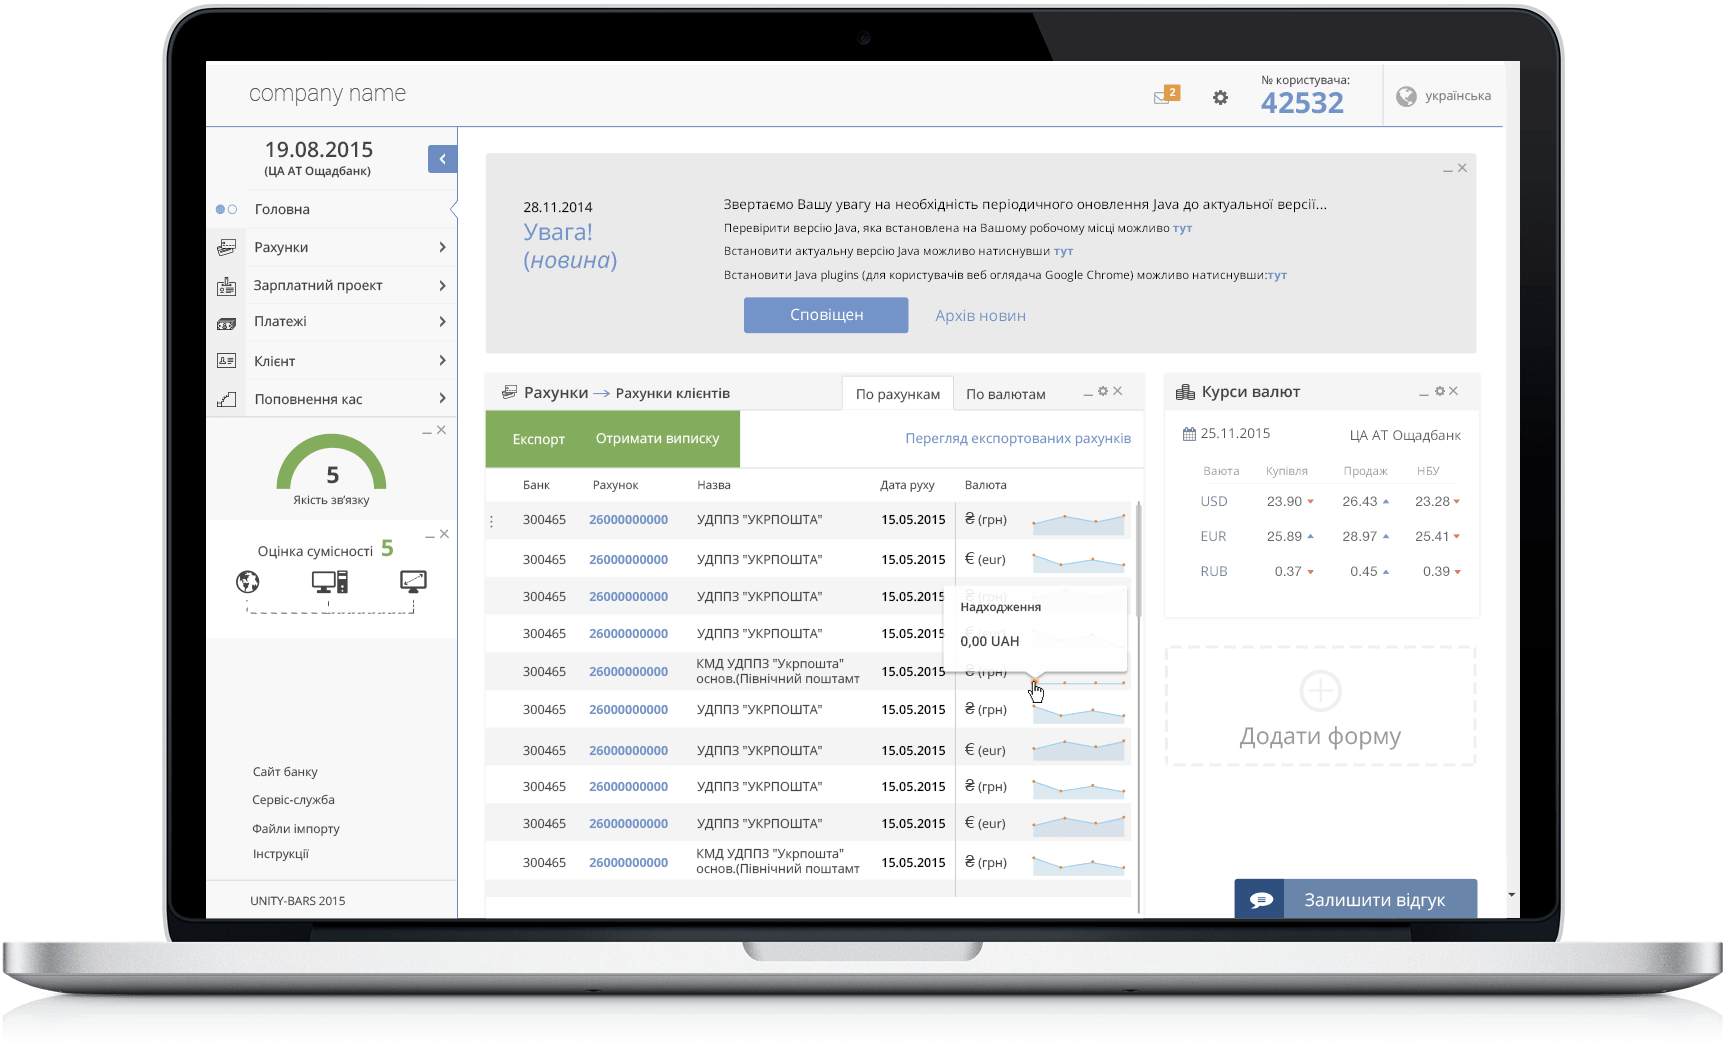 company name
2
№ користувача:
42532
українська
19.08.2015
(ЦА АТ Ощадбанк)
Головна
Рахунки
Зарплатний проект
Платежі
Клієнт
Поповнення кас
5
Якість зв'язку
Оцінка сумісності 5
Сайт банку
Сервіс-служба
Файли імпорту
Інструкції
UNITY-BARS 2015
28.11.2014
Увага!
(новина)
Звертаємо Вашу увагу на необхідність періодичного оновлення Java до актуальної версії...
Перевірити версію Java, яка встановлена на Вашому робочому місці можливо тут
Встановити актуальну версію Java можливо натиснувши тут
Встановити Java plugins (для користувачів веб оглядача Google Chrome) можливо натиснувши:тут
Сповіщен
Архів новин
Рахунки → Рахунки клієнтів
По рахункам
По валютам
Експорт
Отримати виписку
Перегляд експортованих рахунків
Банк Рахунок Назва Дата руху Валюта
300465 26000000000 УДППЗ "УКРПОШТА" 15.05.2015 ₴ (грн)
300465 26000000000 УДППЗ "УКРПОШТА" 15.05.2015 € (eur)
300465 26000000000 УДППЗ "УКРПОШТА" 15.05.2015
300465 26000000000 УДППЗ "УКРПОШТА" 15.05.2015
300465 26000000000 КМД УДППЗ "Укрпошта"
основ.(Північний поштамт 15.05.2015 ₴ (грн)
300465 26000000000 УДППЗ "УКРПОШТА" 15.05.2015 ₴ (грн)
300465 26000000000 УДППЗ "УКРПОШТА" 15.05.2015 € (eur)
300465 26000000000 УДППЗ "УКРПОШТА" 15.05.2015 ₴ (грн)
300465 26000000000 УДППЗ "УКРПОШТА" 15.05.2015 € (eur)
300465 26000000000 КМД УДППЗ "Укрпошта"
основ.(Північний поштамт 15.05.2015 ₴ (грн)
Надходження
0,00 UAH
Курси валют
25.11.2015 ЦА АТ Ощадбанк
Ваюта Купівля Продаж НБУ
USD 23.90 26.43 23.28
EUR 25.89 28.97 25.41
RUB 0.37 0.45 0.39
Додати форму
Залишити відгук